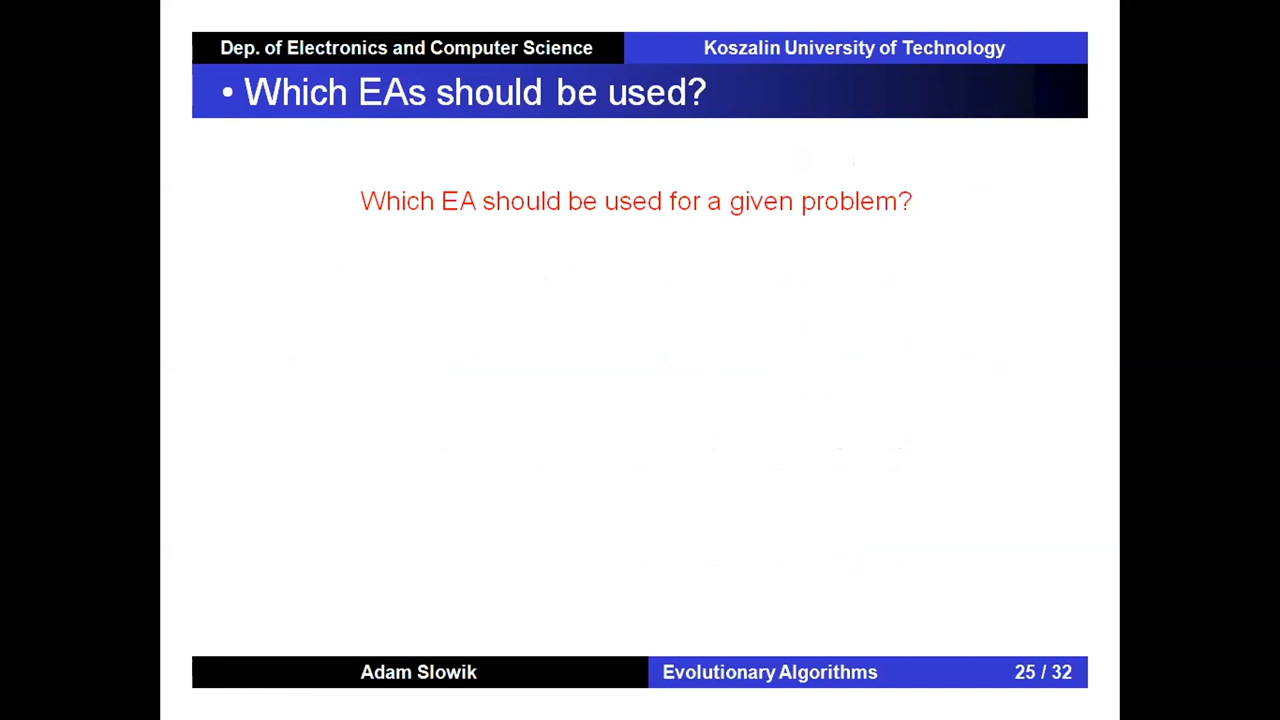 Dep. of Electronics and Computer Science
Koszalin University of Technology
• Which EAs should be used?
Which EA should be used for a given problem?
Adam Slowik
Evolutionary Algorithms
25 / 32